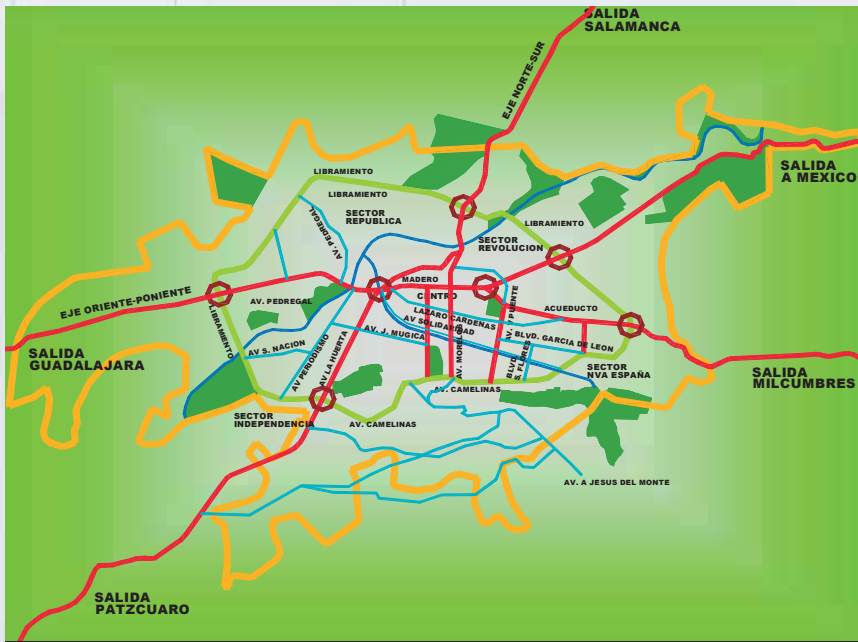 SALIDA
SALAMANCA
EJE NORTE-SUR
SALIDA
A MEXICO
LIBRAMIENTO
LIBRAMIENTO
SECTOR
REPUBLICA
AV. PEDREGAL
LIBRAMIENTO
SECTOR
REVOLUCION
MADERO
CENTRO
EJE ORIENTE-PONIENTE
AV. PEDREGAL
LIBRAMIENTO
ACUEDUCTO
LAZARO CARDENAS
AV SOLIDARIDAD
AV. J. MUGICA
BLVD. GARCIA DE LEON
AV. MORELOS
BLVD.
S. FLORES
AV S. NACION
AV PERIODISMO
AV LA HUERTA
SALIDA
GUADALAJARA
SECTOR
NVA ESPAÑA
SALIDA
MILCUMBRES
AV. CAMELINAS
SECTOR
INDEPENDENCIA
AV. CAMELINAS
AV. A JESUS DEL MONTE
SALIDA
PATZCUARO